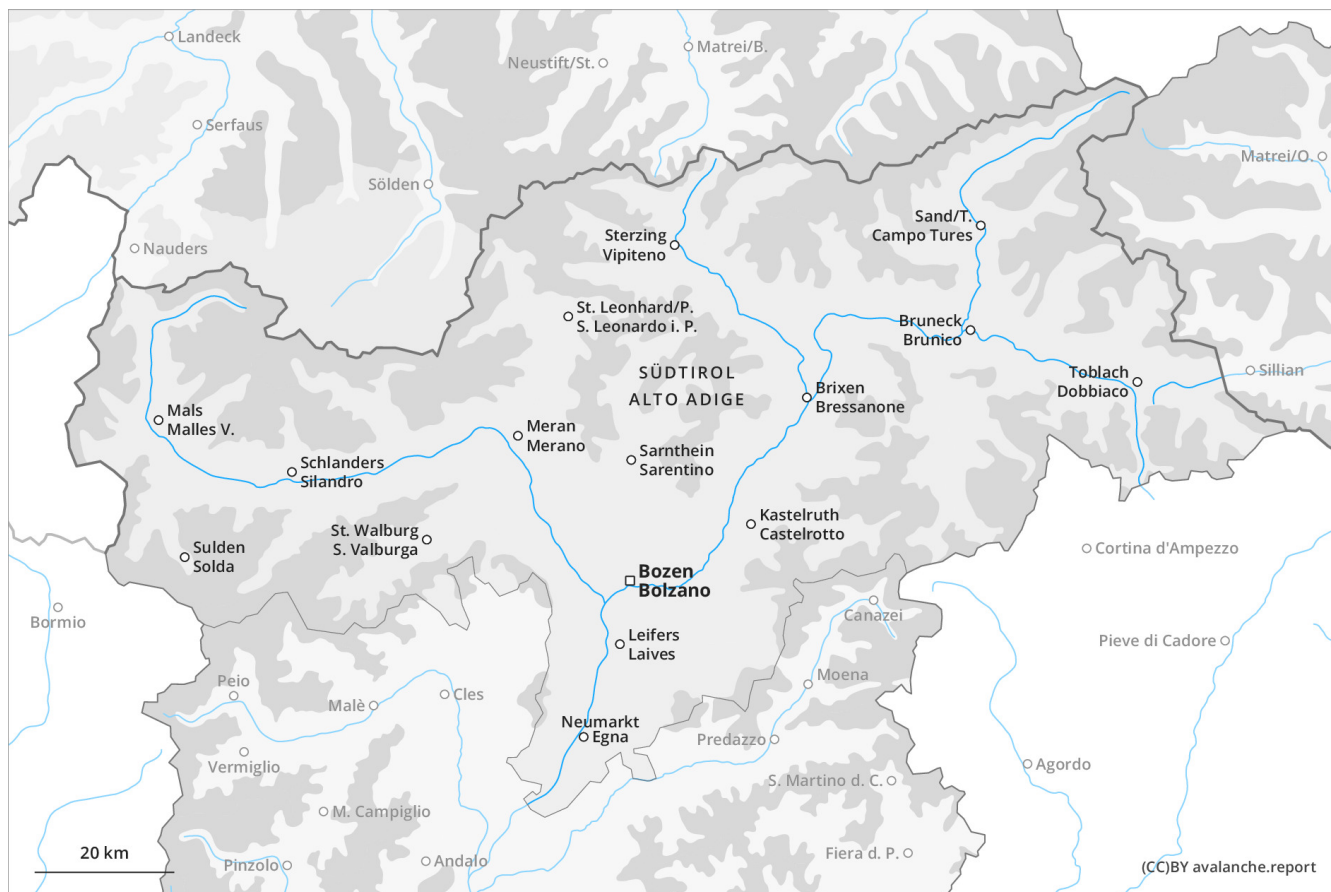 Landeck
Matrei/B.
Neustift/St.
Serfaus
Matrei/O.
Sölden
Sand/T.
Campo Tures
Sterzing
Vipiteno
Nauders
St. Leonhard/P.
S. Leonardo i. P.
Bruneck
Brunico
SÜDTIROL
ALTO ADIGE
Toblach
Dobbiaco
Sillian
Brixen
Bressanone
Mals
Malles V.
Meran
Merano
Schlanders
Silandro
Sarnthein
Sarentino
Kastelruth
Castelrotto
St. Walburg
S. Valburga
Sulden
Solda
Cortina d'Ampezzo
Bozen
Bolzano
Bormio
Canazei
Leifers
Laives
Pieve di Cadore
Peio
Moena
Malè
Cles
Neumarkt
Egna
Predazzo
Vermiglio
Agordo
S. Martino d. C.
M. Campiglio
20 km
Pinzolo
Andalo
Fiera d. P.
(CC)BY avalanche.report